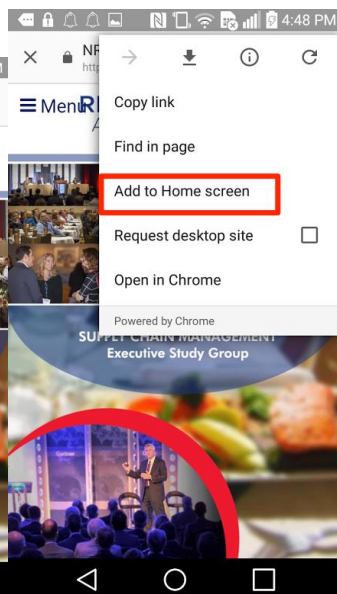 4:48 PM
NR
http
Menu
Copy link
Find in page
Add to Home screen
Request desktop site
Open in Chrome
Powered by Chrome
SUPPLY CHAIN MANAGEMENT
Executive Study Group